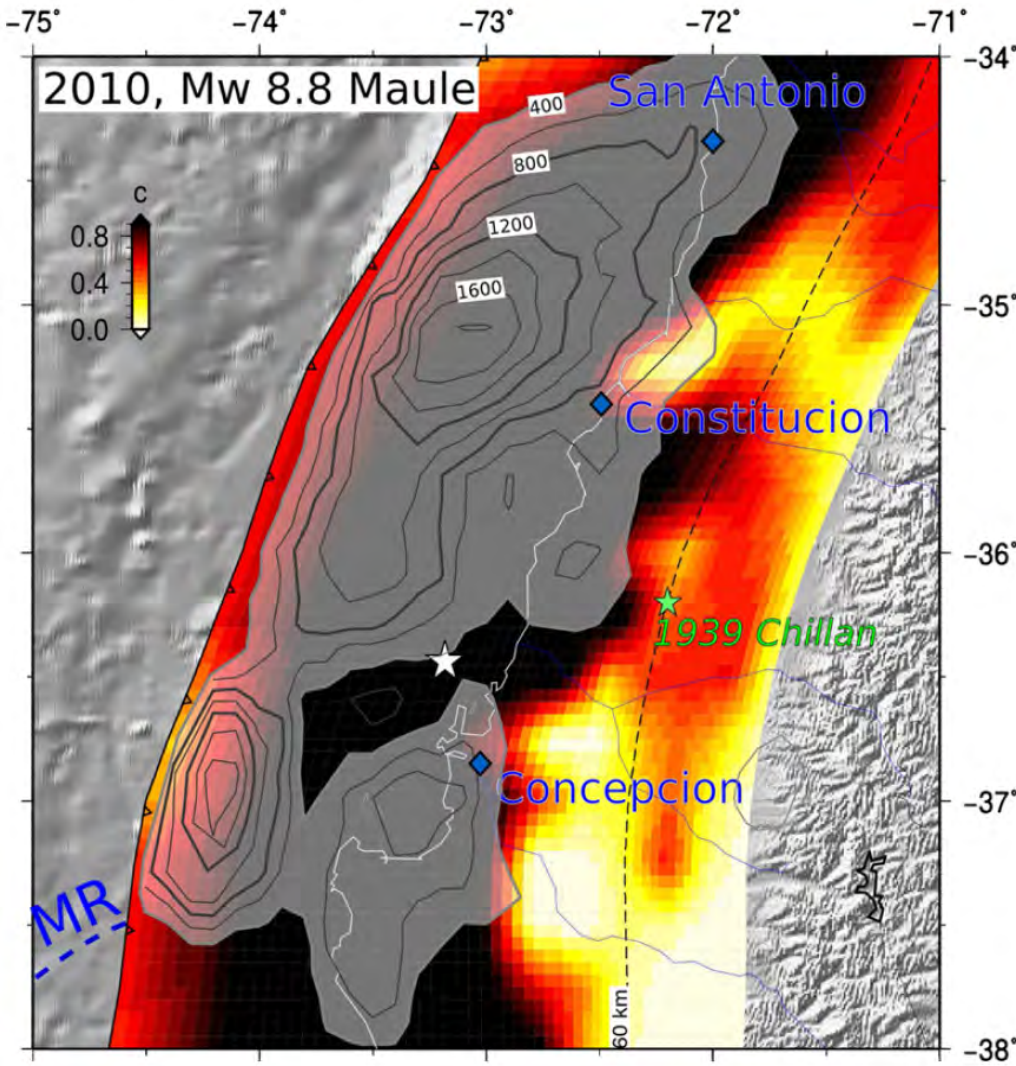 -75° -74° -73° -72° -71°
-34°
2010, Mw 8.8 Maule
San Antonio
400
800
c
0.8
0.4
0.0
1200
1600
-35°
Constitucion
-36°
1939 Chillan
Concepcion
-37°
MR
60 km
-38°